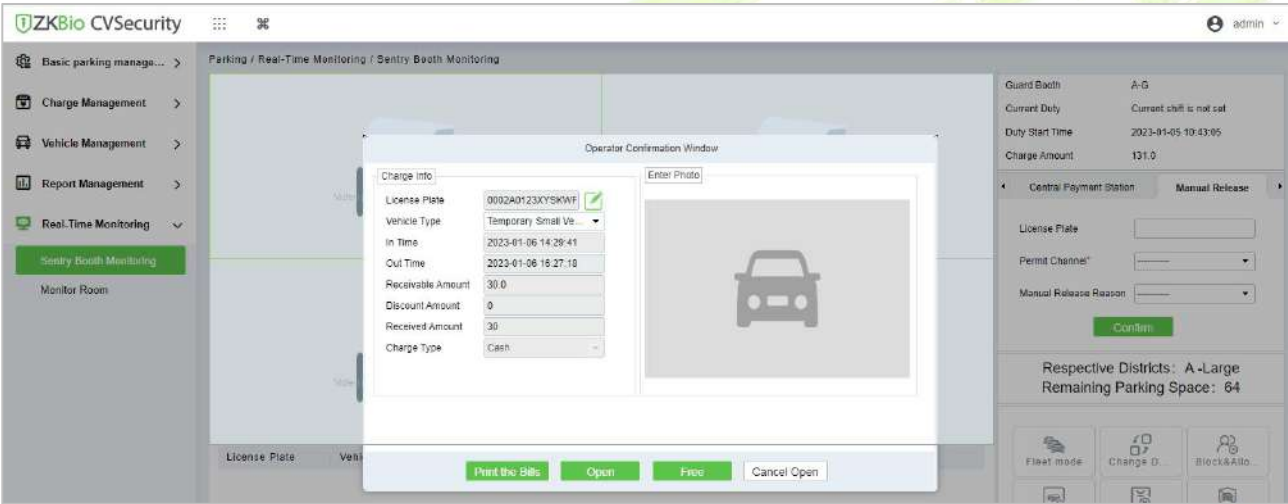 ZKBio CVSecurity
admin
Basic parking manage...
Charge Management
Vehicle Management
Report Management
Real-Time Monitoring
Sentry Booth Monitoring
Monitor Room
Parking / Real-Time Monitoring / Sentry Booth Monitoring
Operator Confirmation Window
Charge Info
License Plate 0002A0123XYSKWF
Vehicle Type Temporary Small Ve...
In Time 2023-01-06 14:29:41
Out Time 2023-01-06 16:27:18
Receivable Amount 30.0
Discount Amount 0
Received Amount 30
Charge Type Cash
Enter Photo
Print the Bills Open Free Cancel Open
License Plate
Guard Booth A-G
Current Duty Current shift is not set
Duty Start Time 2023-01-05 10:43:05
Charge Amount 131.0
Central Payment Station Manual Release
License Plate
Permit Channel*
Manual Release Reason
Confirm
Respective Districts: A-Large
Remaining Parking Space: 64
Fleet mode Change D... Block&Allo...